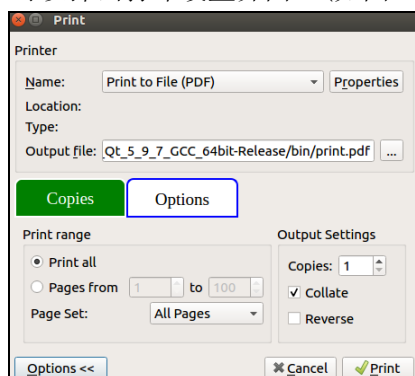 Print
Printer
Name: Print to File (PDF) Properties
Location:
Type:
Output file: Qt_5_9_7_GCC_64bit-Release/bin/print.pdf ...
Copies Options
Print range Output Settings
Print all Copies: 1
Pages from 1 to 100 Collate
Page Set: All Pages Reverse
Options << Cancel Print